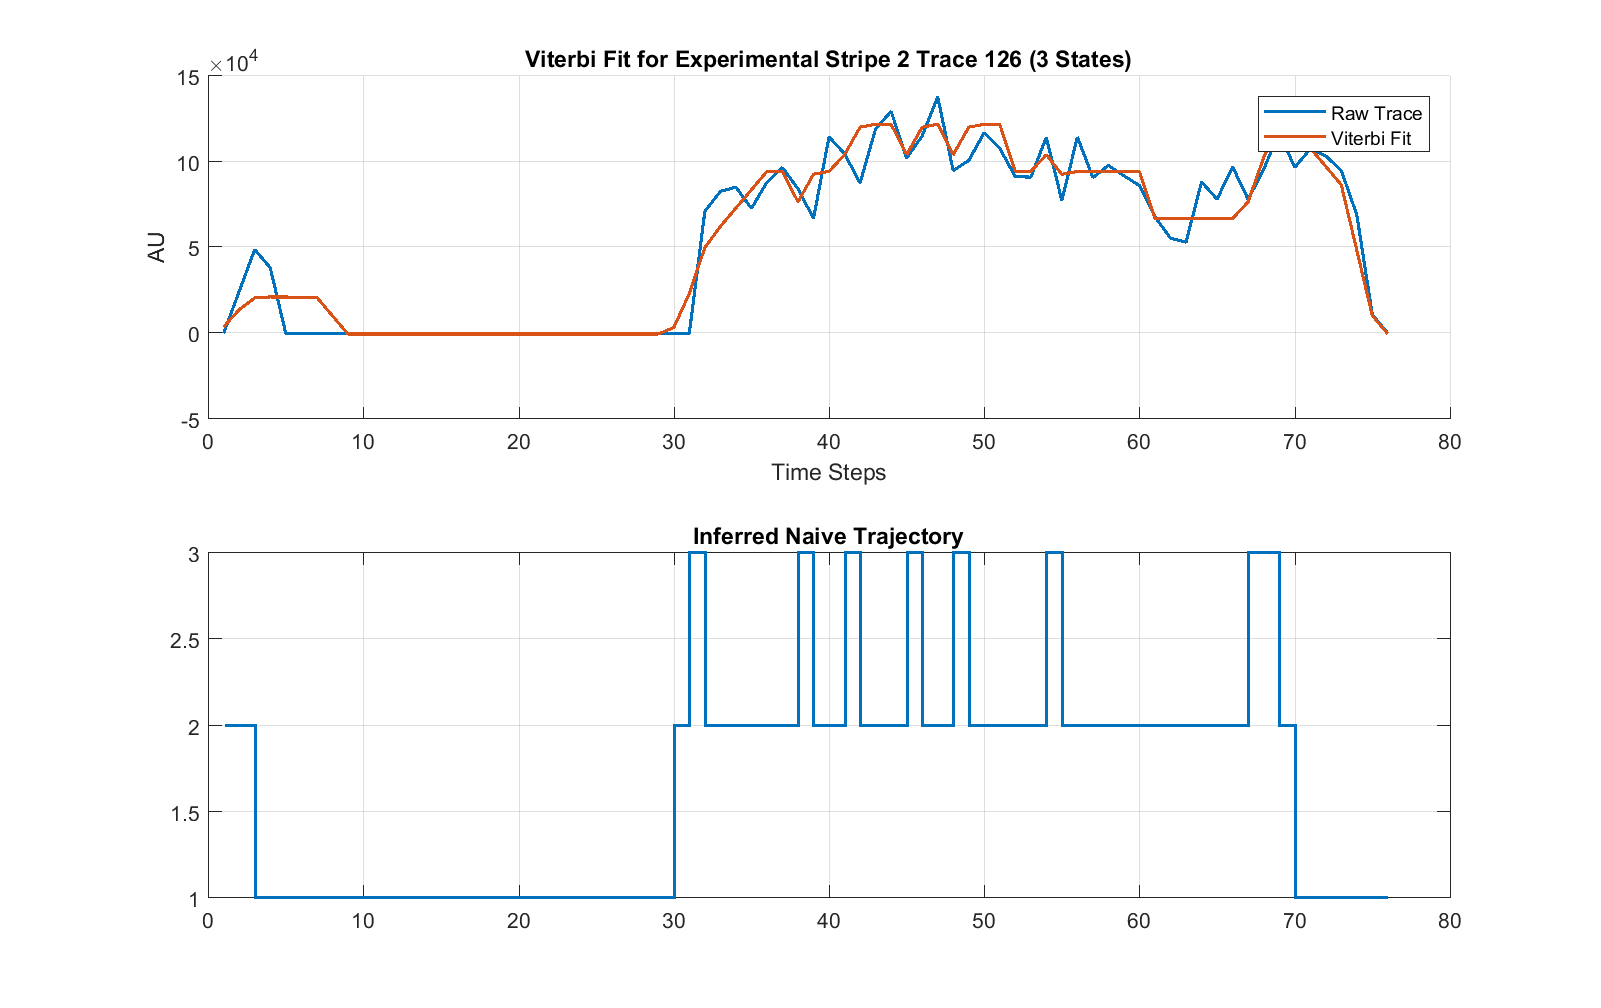 Viterbi Fit for Experimental Stripe 2 Trace 126 (3 States)
×10^4
15
10
5
0
-5
AU
Raw Trace
Viterbi Fit
0 10 20 30 40 50 60 70 80
Time Steps
Inferred Naive Trajectory
3
2.5
2
1.5
1
0 10 20 30 40 50 60 70 80